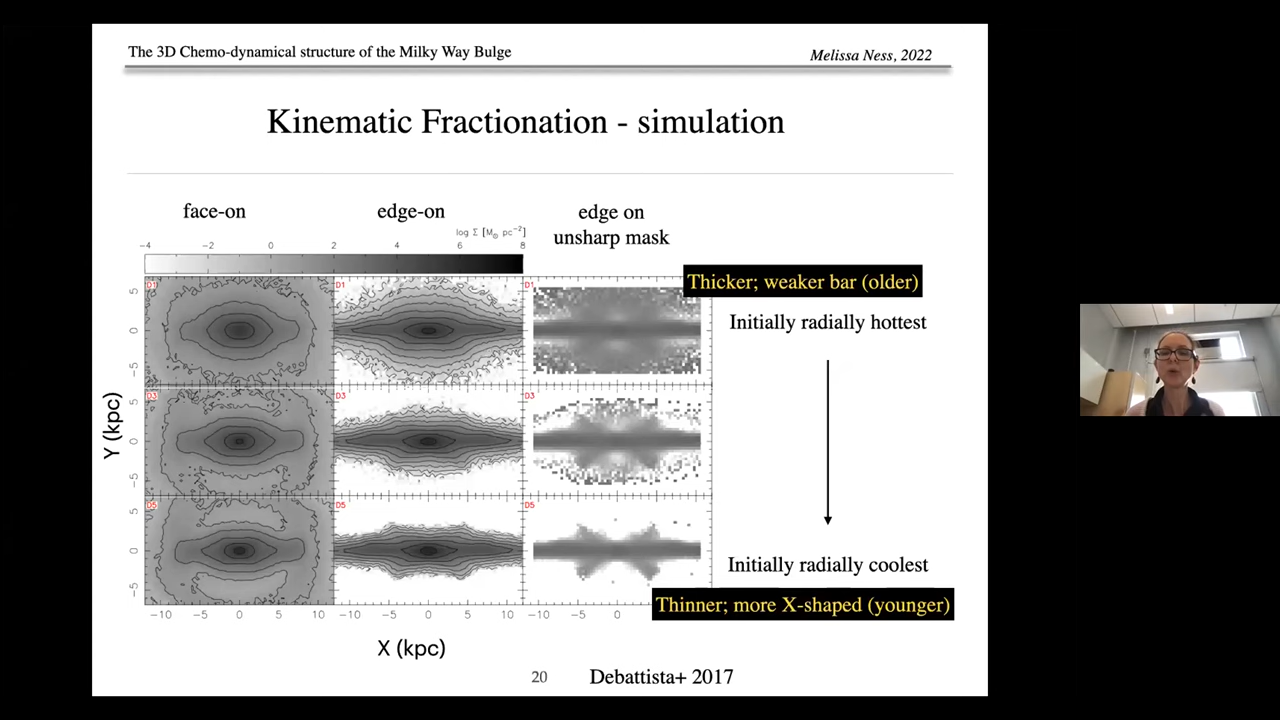 The 3D Chemo-dynamical structure of the Milky Way Bulge
Melissa Ness, 2022
Kinematic Fractionation - simulation
face-on
edge-on
edge on
unsharp mask
log Σ [M⊙ pc⁻²]
−4 −2 0 2 4 6 8
D1 D1 D1
Thicker; weaker bar (older)
Initially radially hottest
5 0 −5
D3 D3 D3
5 0 −5
Y (kpc)
D5 D5 D5
5 0 −5
Initially radially coolest
Thinner; more X-shaped (younger)
−10 −5 0 5 10 −10 −5 0 5 10 −10 −5 0
X (kpc)
20
Debattista+ 2017